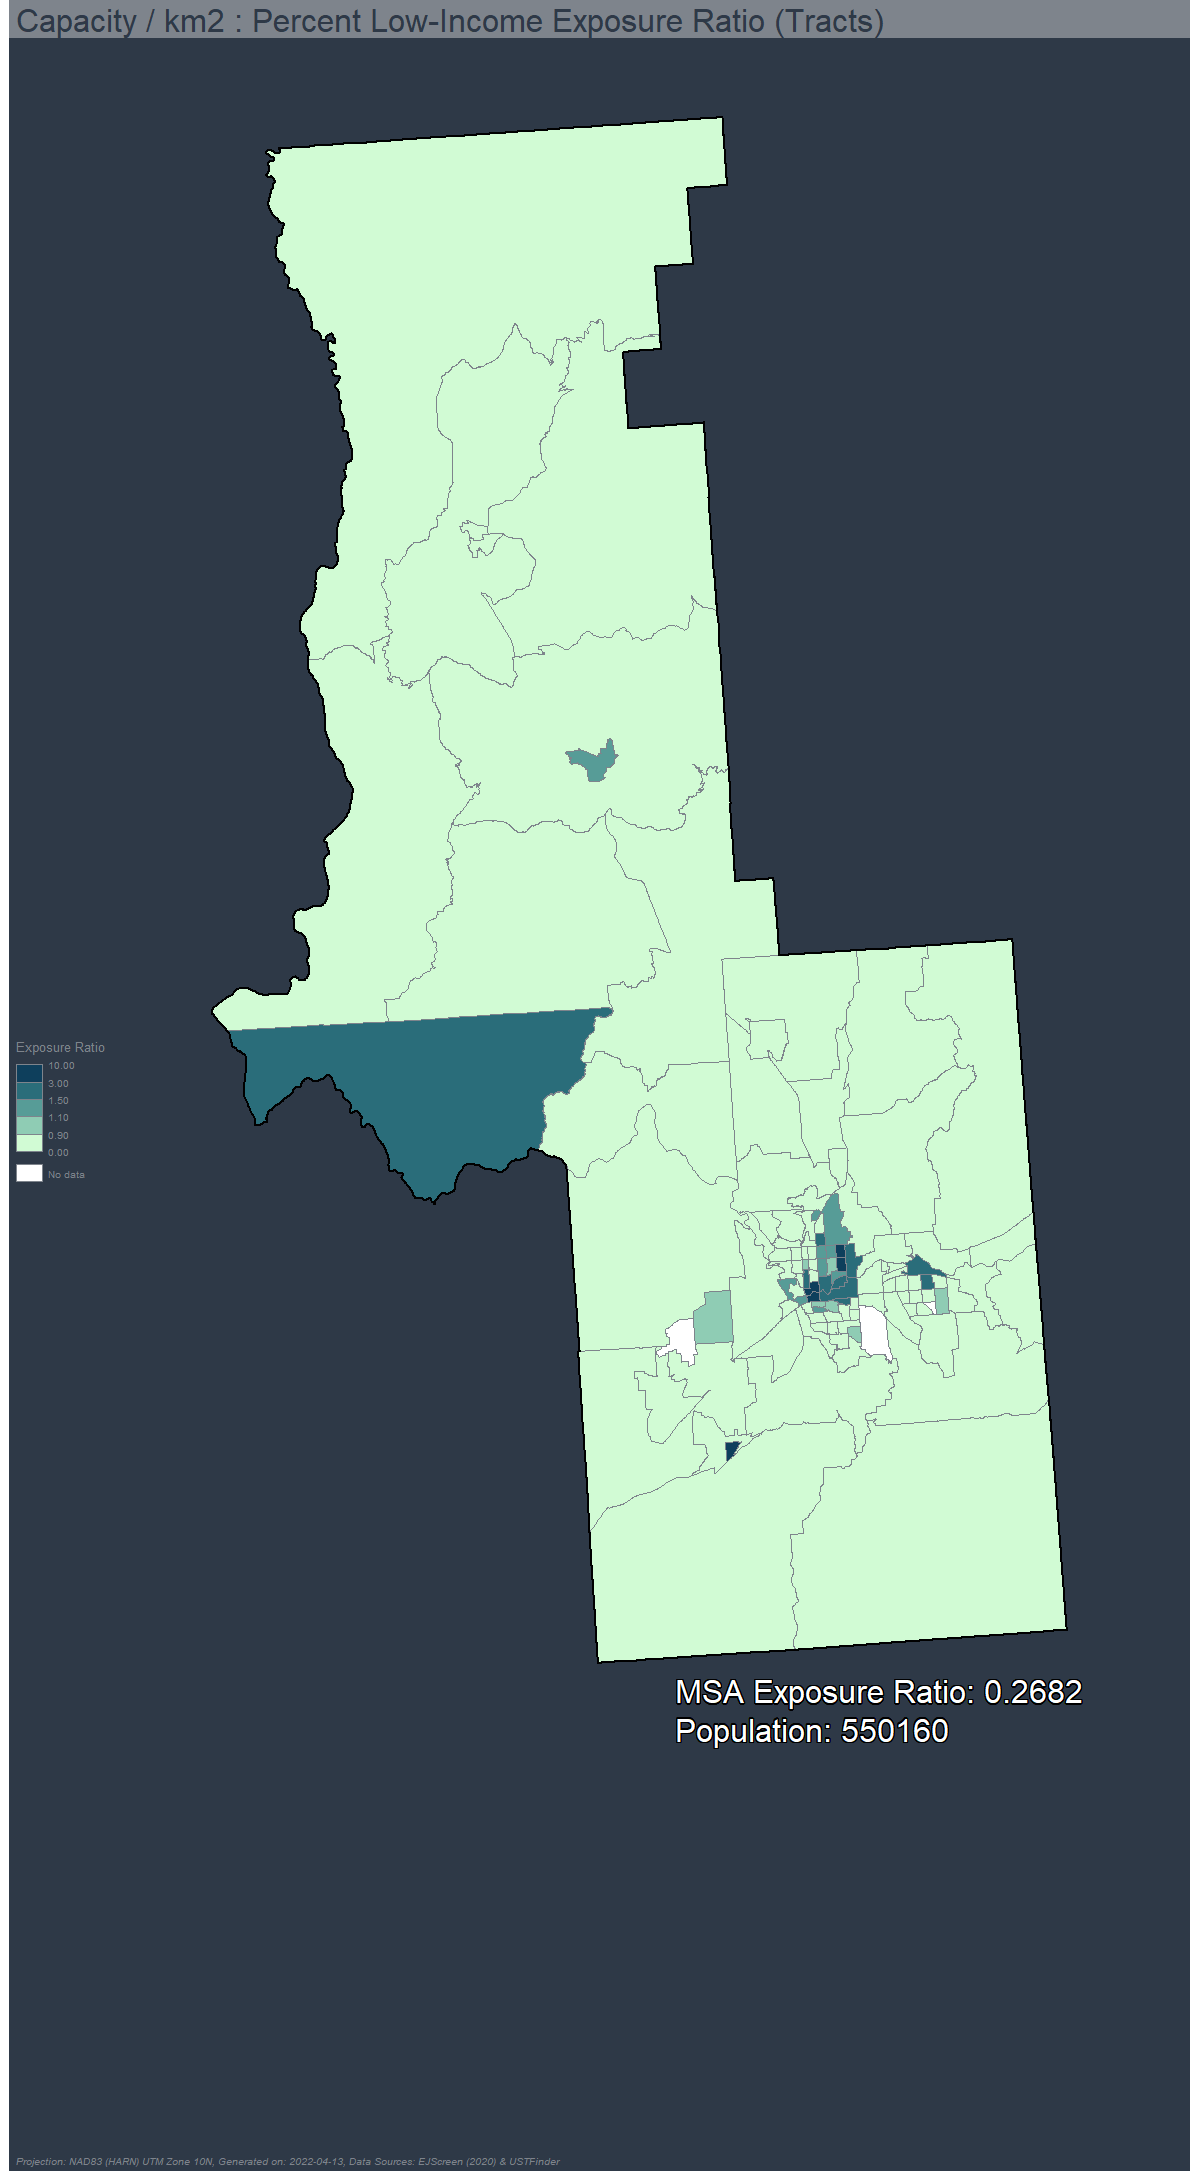 Capacity / km2 : Percent Low-Income Exposure Ratio (Tracts)
Exposure Ratio
10.00
3.00
1.50
1.10
0.90
0.00
No data
MSA Exposure Ratio: 0.2682
Population: 550160
Projection: NAD83 (HARN) UTM Zone 10N, Generated on: 2022-04-13, Data Sources: EJScreen (2020) & USTFinder